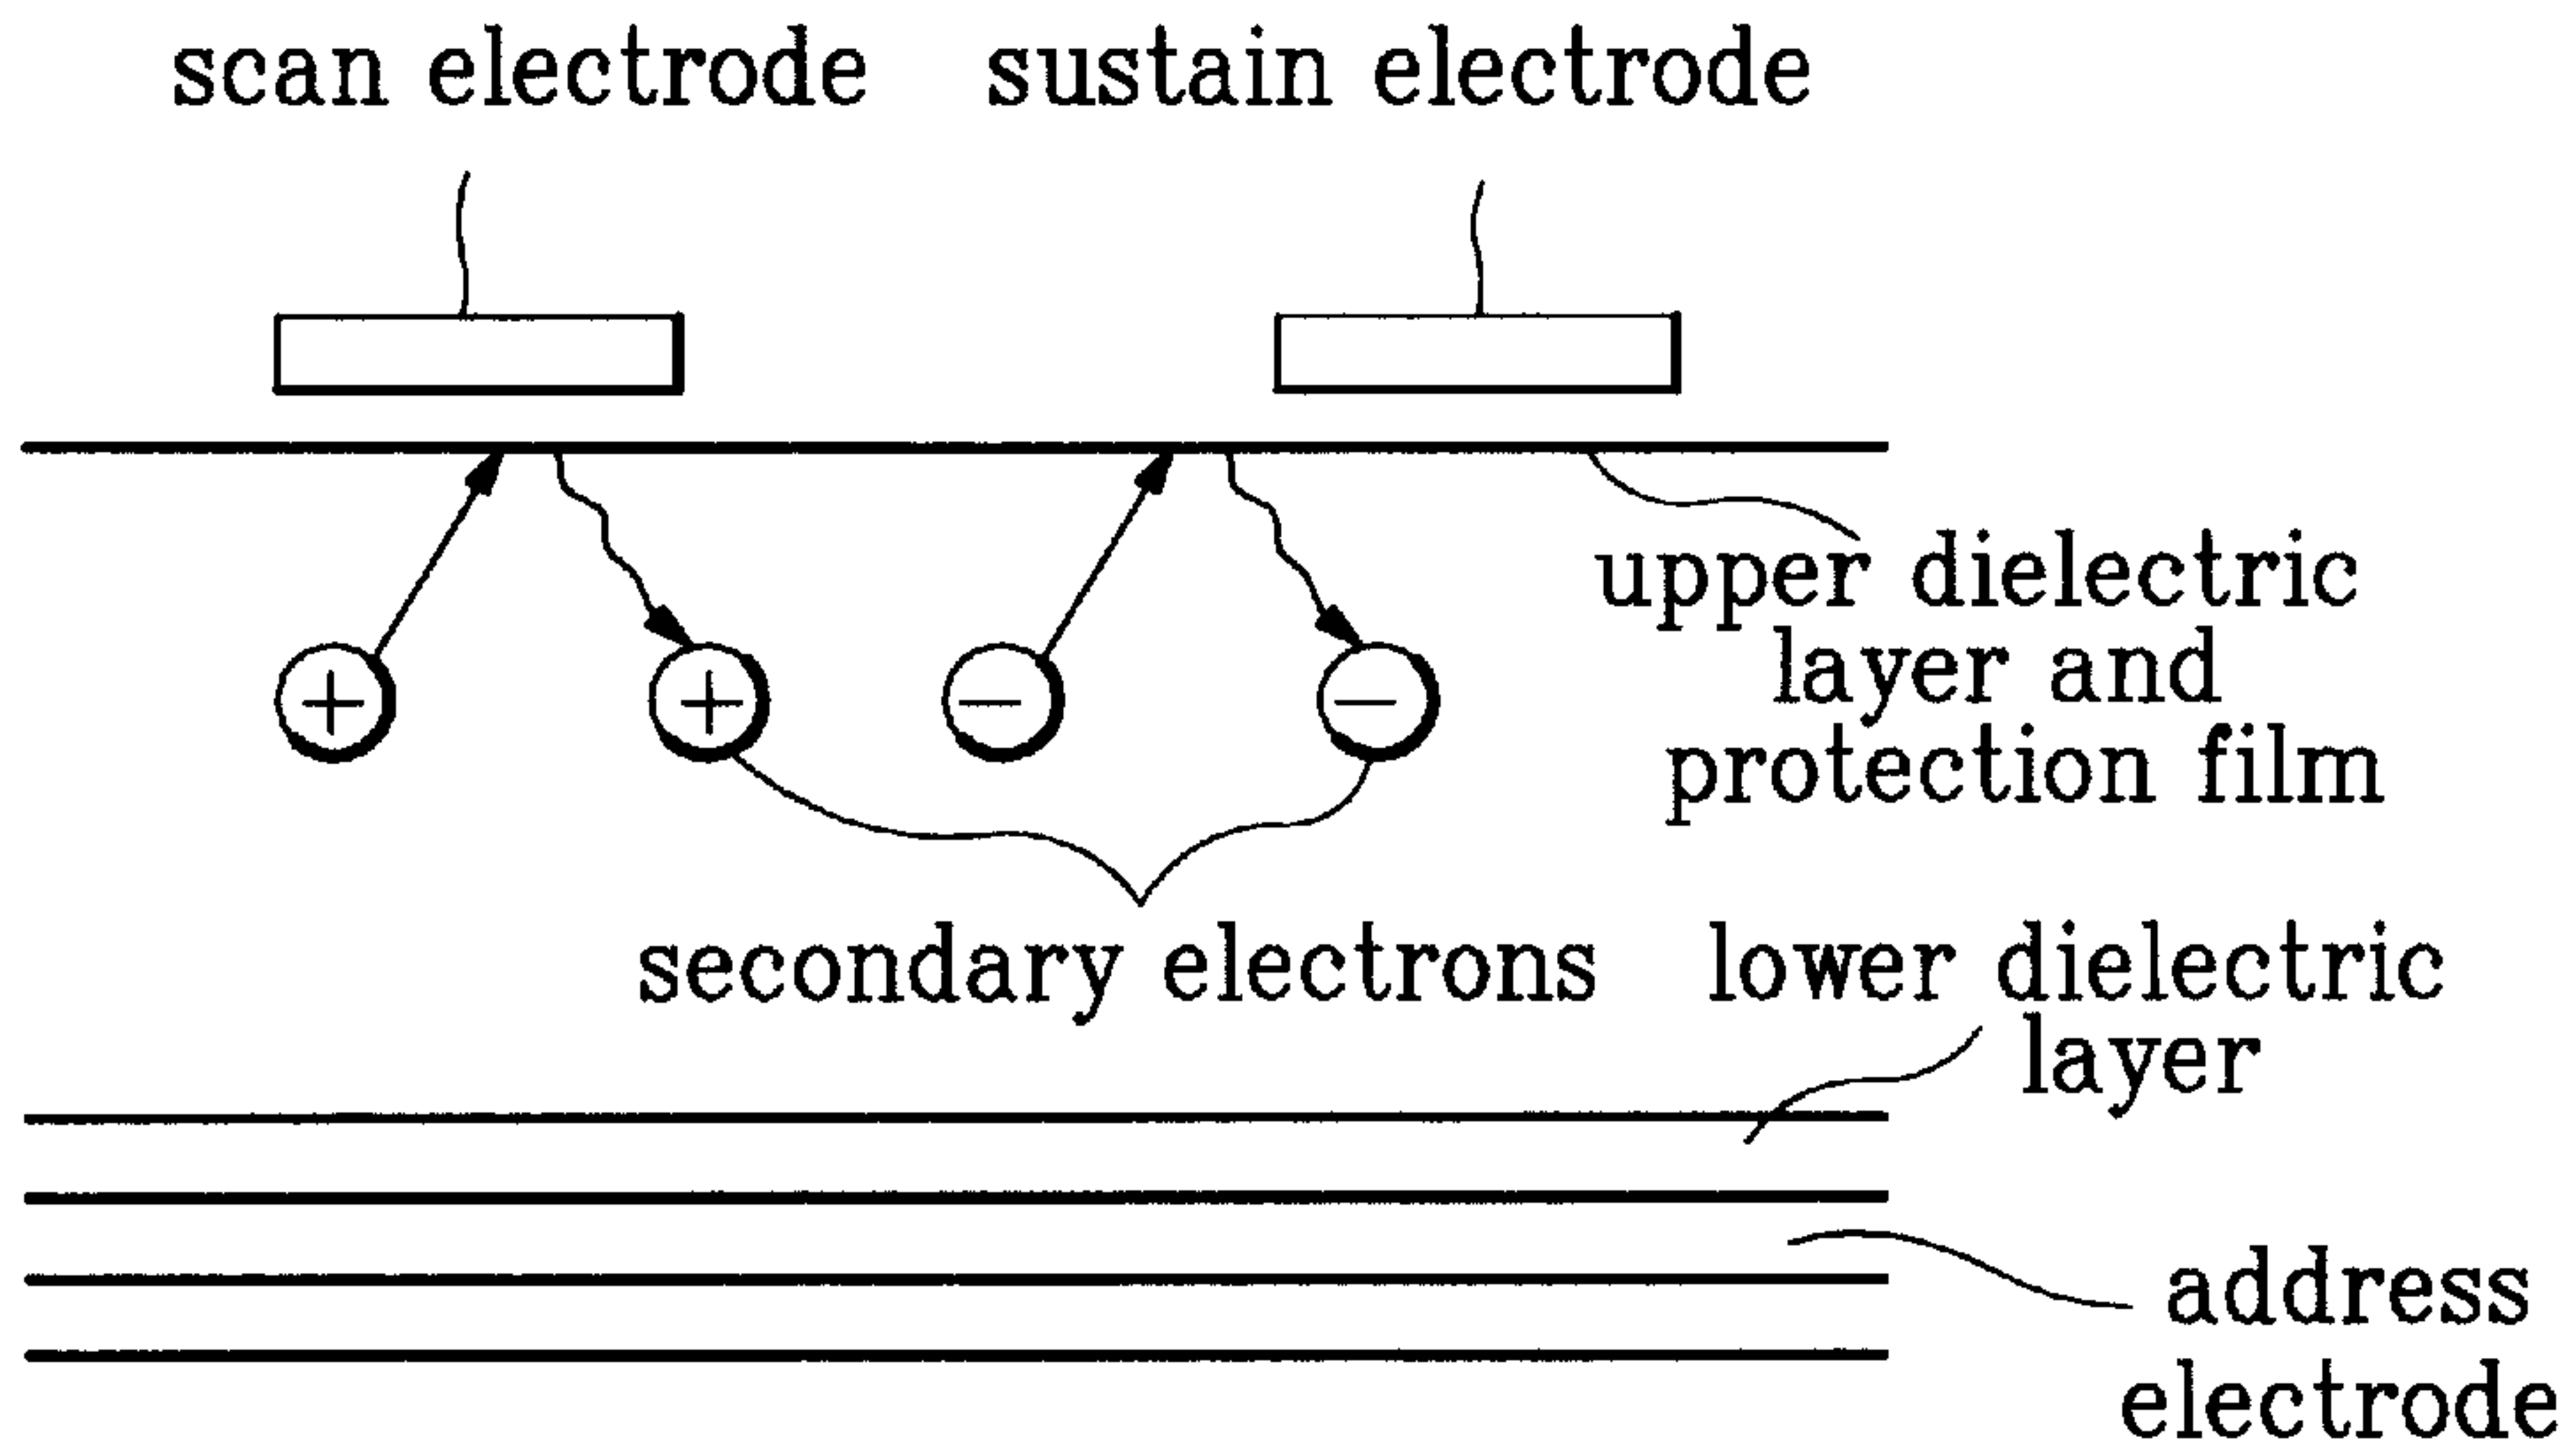 scan electrode
sustain electrode
+
+
−
−
upper dielectric
layer and
protection film
secondary electrons
lower dielectric
layer
address
electrode